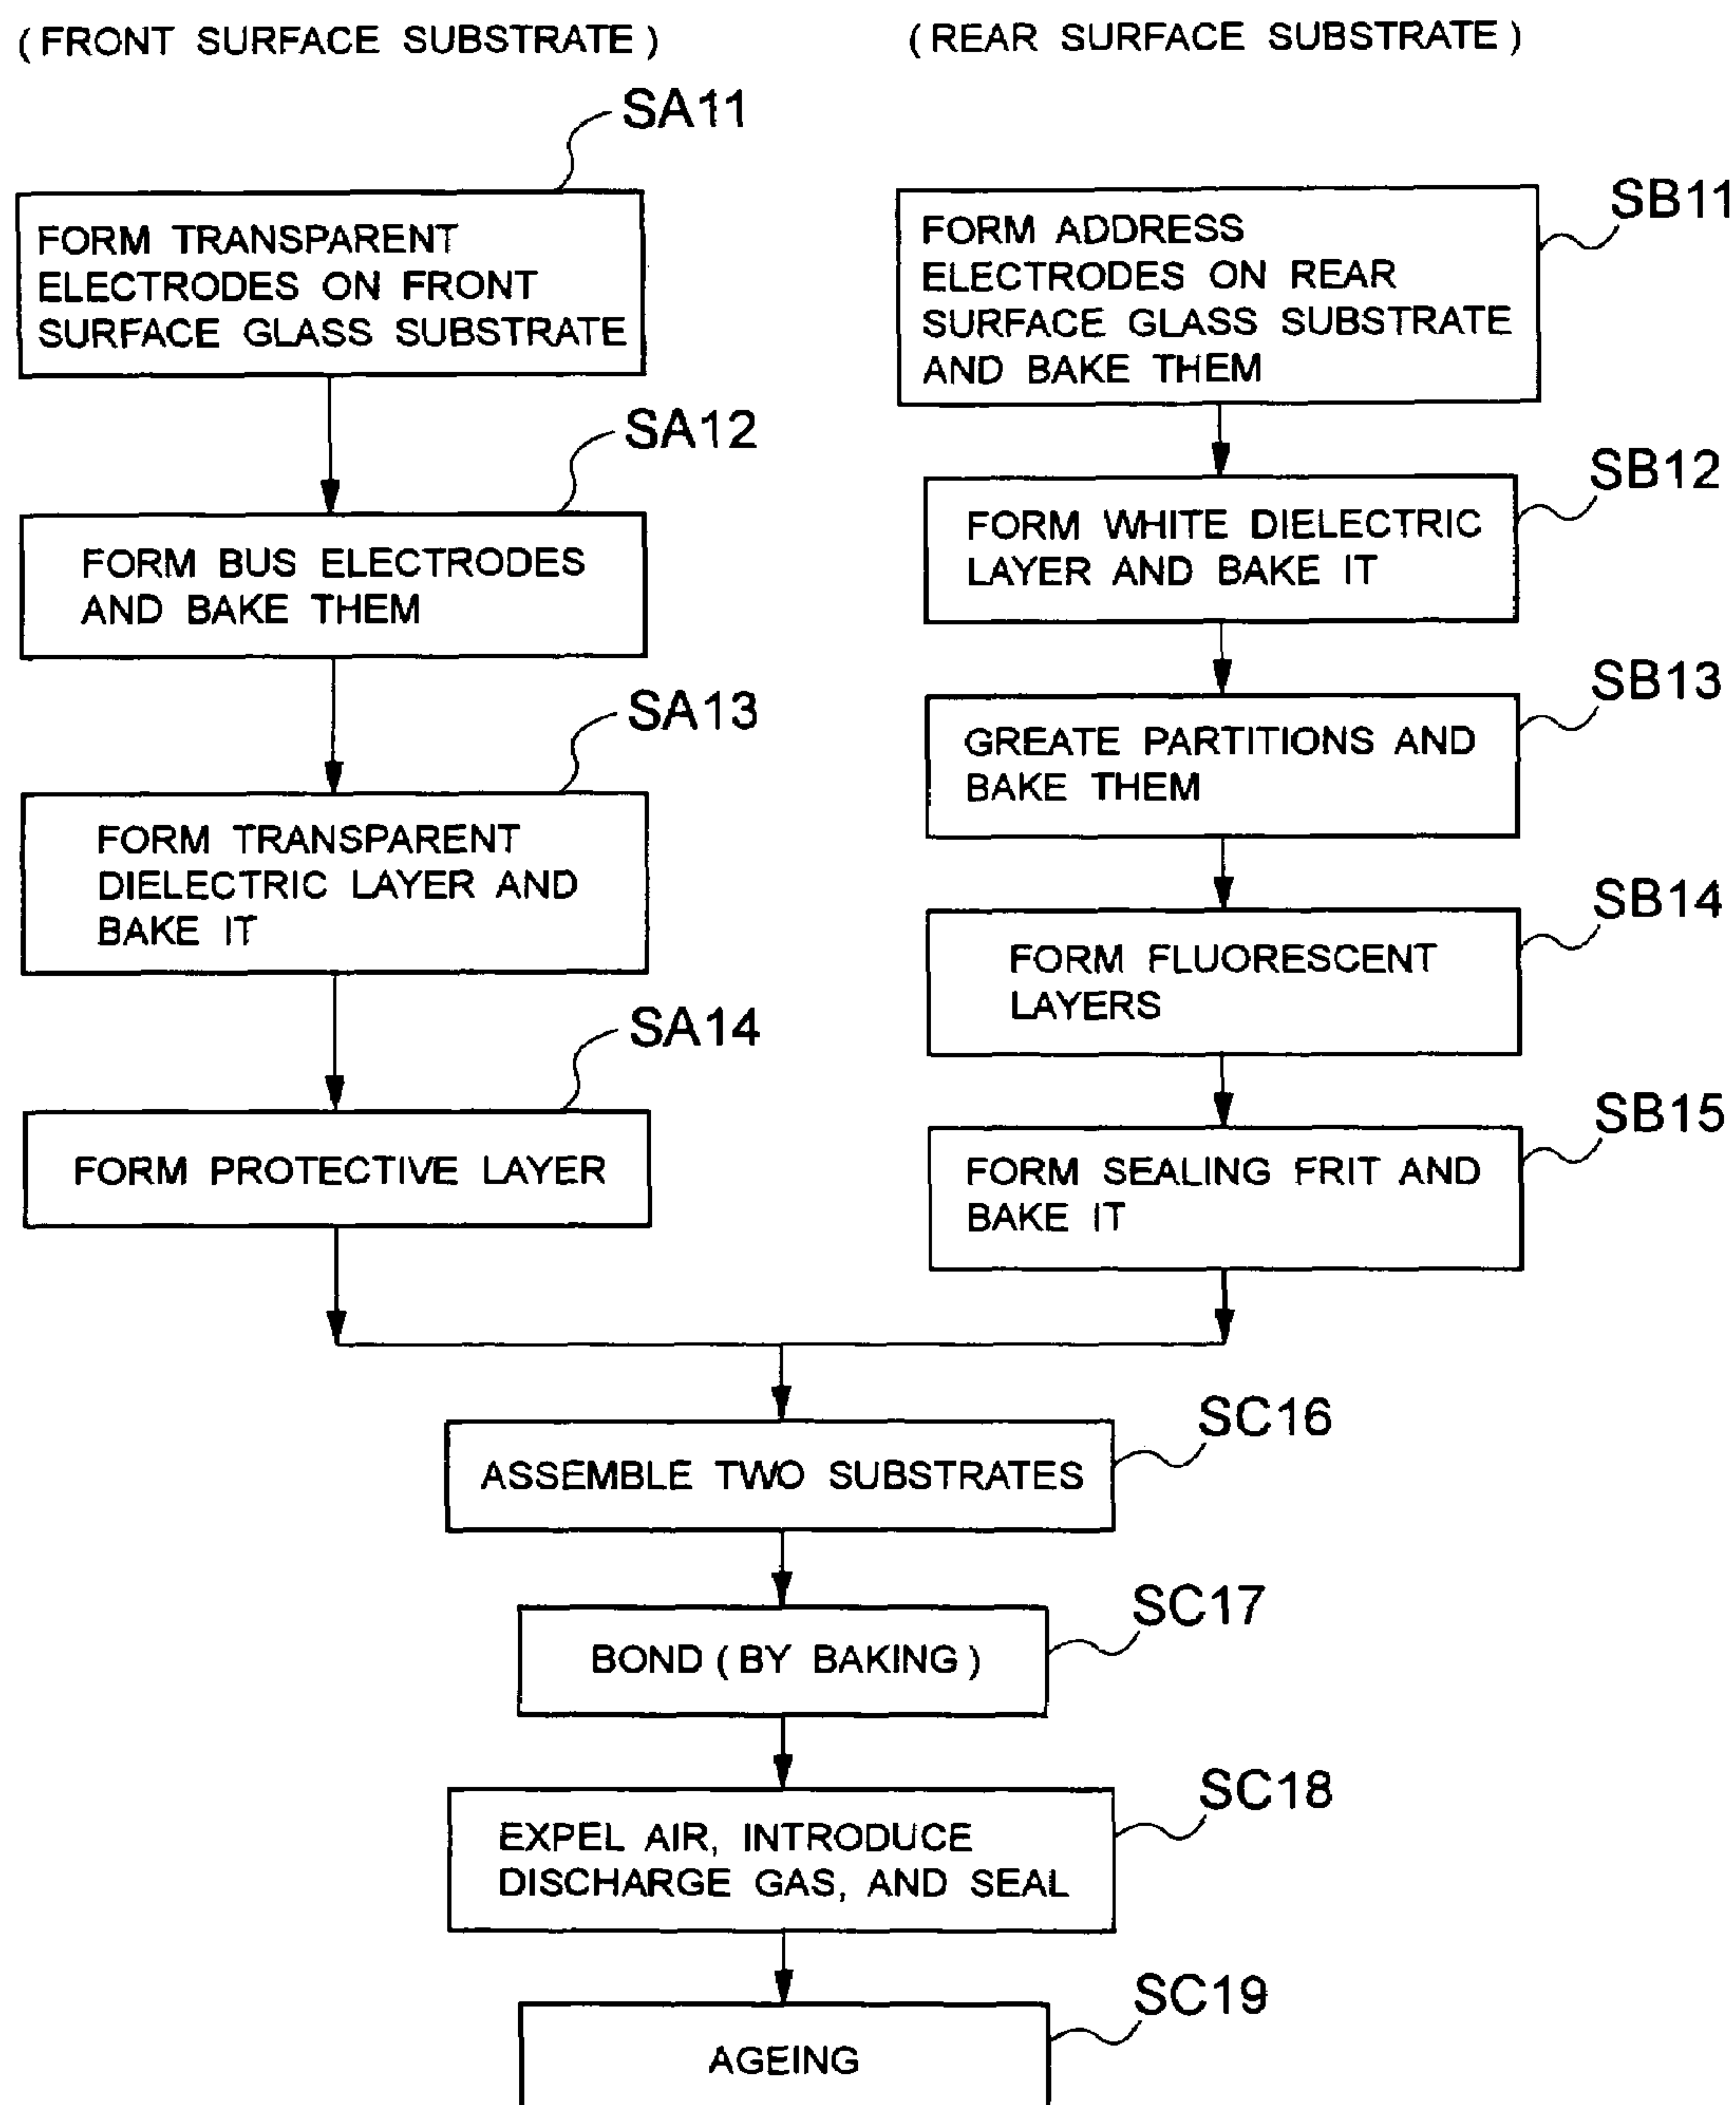 (FRONT SURFACE SUBSTRATE)
SA11
FORM TRANSPARENT
ELECTRODES ON FRONT
SURFACE GLASS SUBSTRATE
SA12
FORM BUS ELECTRODES
AND BAKE THEM
SA13
FORM TRANSPARENT
DIELECTRIC LAYER AND
BAKE IT
SA14
FORM PROTECTIVE LAYER
(REAR SURFACE SUBSTRATE)
SB11
FORM ADDRESS
ELECTRODES ON REAR
SURFACE GLASS SUBSTRATE
AND BAKE THEM
SB12
FORM WHITE DIELECTRIC
LAYER AND BAKE IT
SB13
GREATE PARTITIONS AND
BAKE THEM
SB14
FORM FLUORESCENT
LAYERS
SB15
FORM SEALING FRIT AND
BAKE IT
SC16
ASSEMBLE TWO SUBSTRATES
SC17
BOND (BY BAKING)
SC18
EXPEL AIR, INTRODUCE
DISCHARGE GAS, AND SEAL
SC19
AGEING